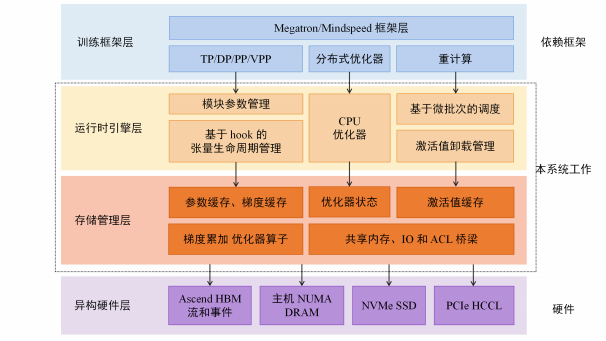 训练框架层
Megatron/Mindspeed 框架层
依赖框架
TP/DP/PP/VPP
分布式优化器
重计算
运行时引擎层
模块参数管理
基于 hook 的
张量生命周期管理
CPU
优化器
基于微批次的调度
激活值卸载管理
本系统工作
存储管理层
参数缓存、梯度缓存
优化器状态
激活值缓存
梯度累加 优化器算子
共享内存、IO 和 ACL 桥梁
异构硬件层
Ascend HBM
流和事件
主机 NUMA
DRAM
NVMe SSD
PCIe HCCL
硬件